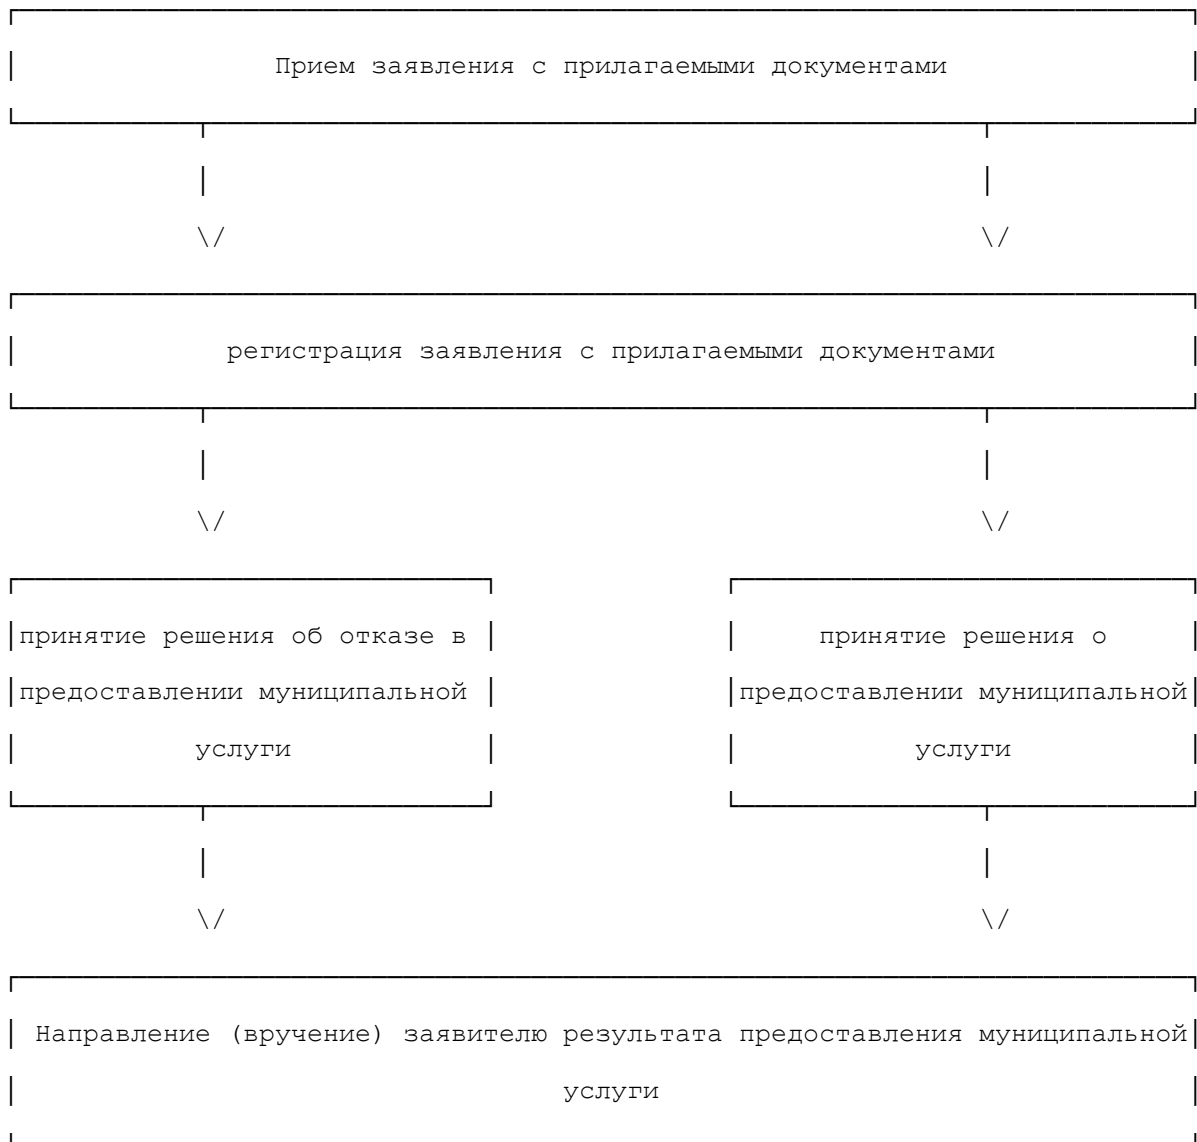 Прием заявления с прилагаемыми документами
регистрация заявления с прилагаемыми документами
принятие решения об отказе в
предоставлении муниципальной
услуги
принятие решения о
предоставлении муниципальной
услуги
Направление (вручение) заявителю результата предоставления муниципальной
услуги